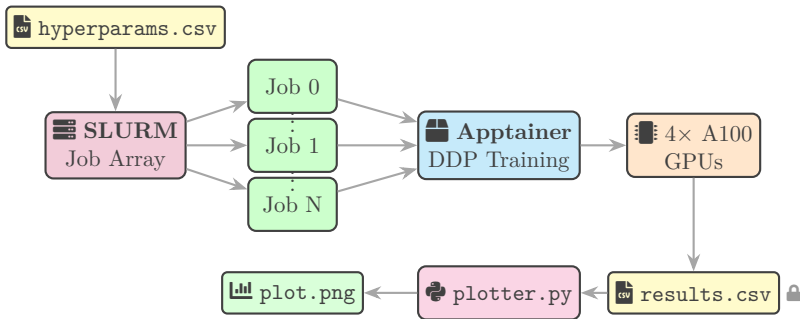 hyperparams.csv
SLURM
Job Array
Job 0
Job 1
Job N
Apptainer
DDP Training
4× A100
GPUs
plot.png
plotter.py
CSV results.csv